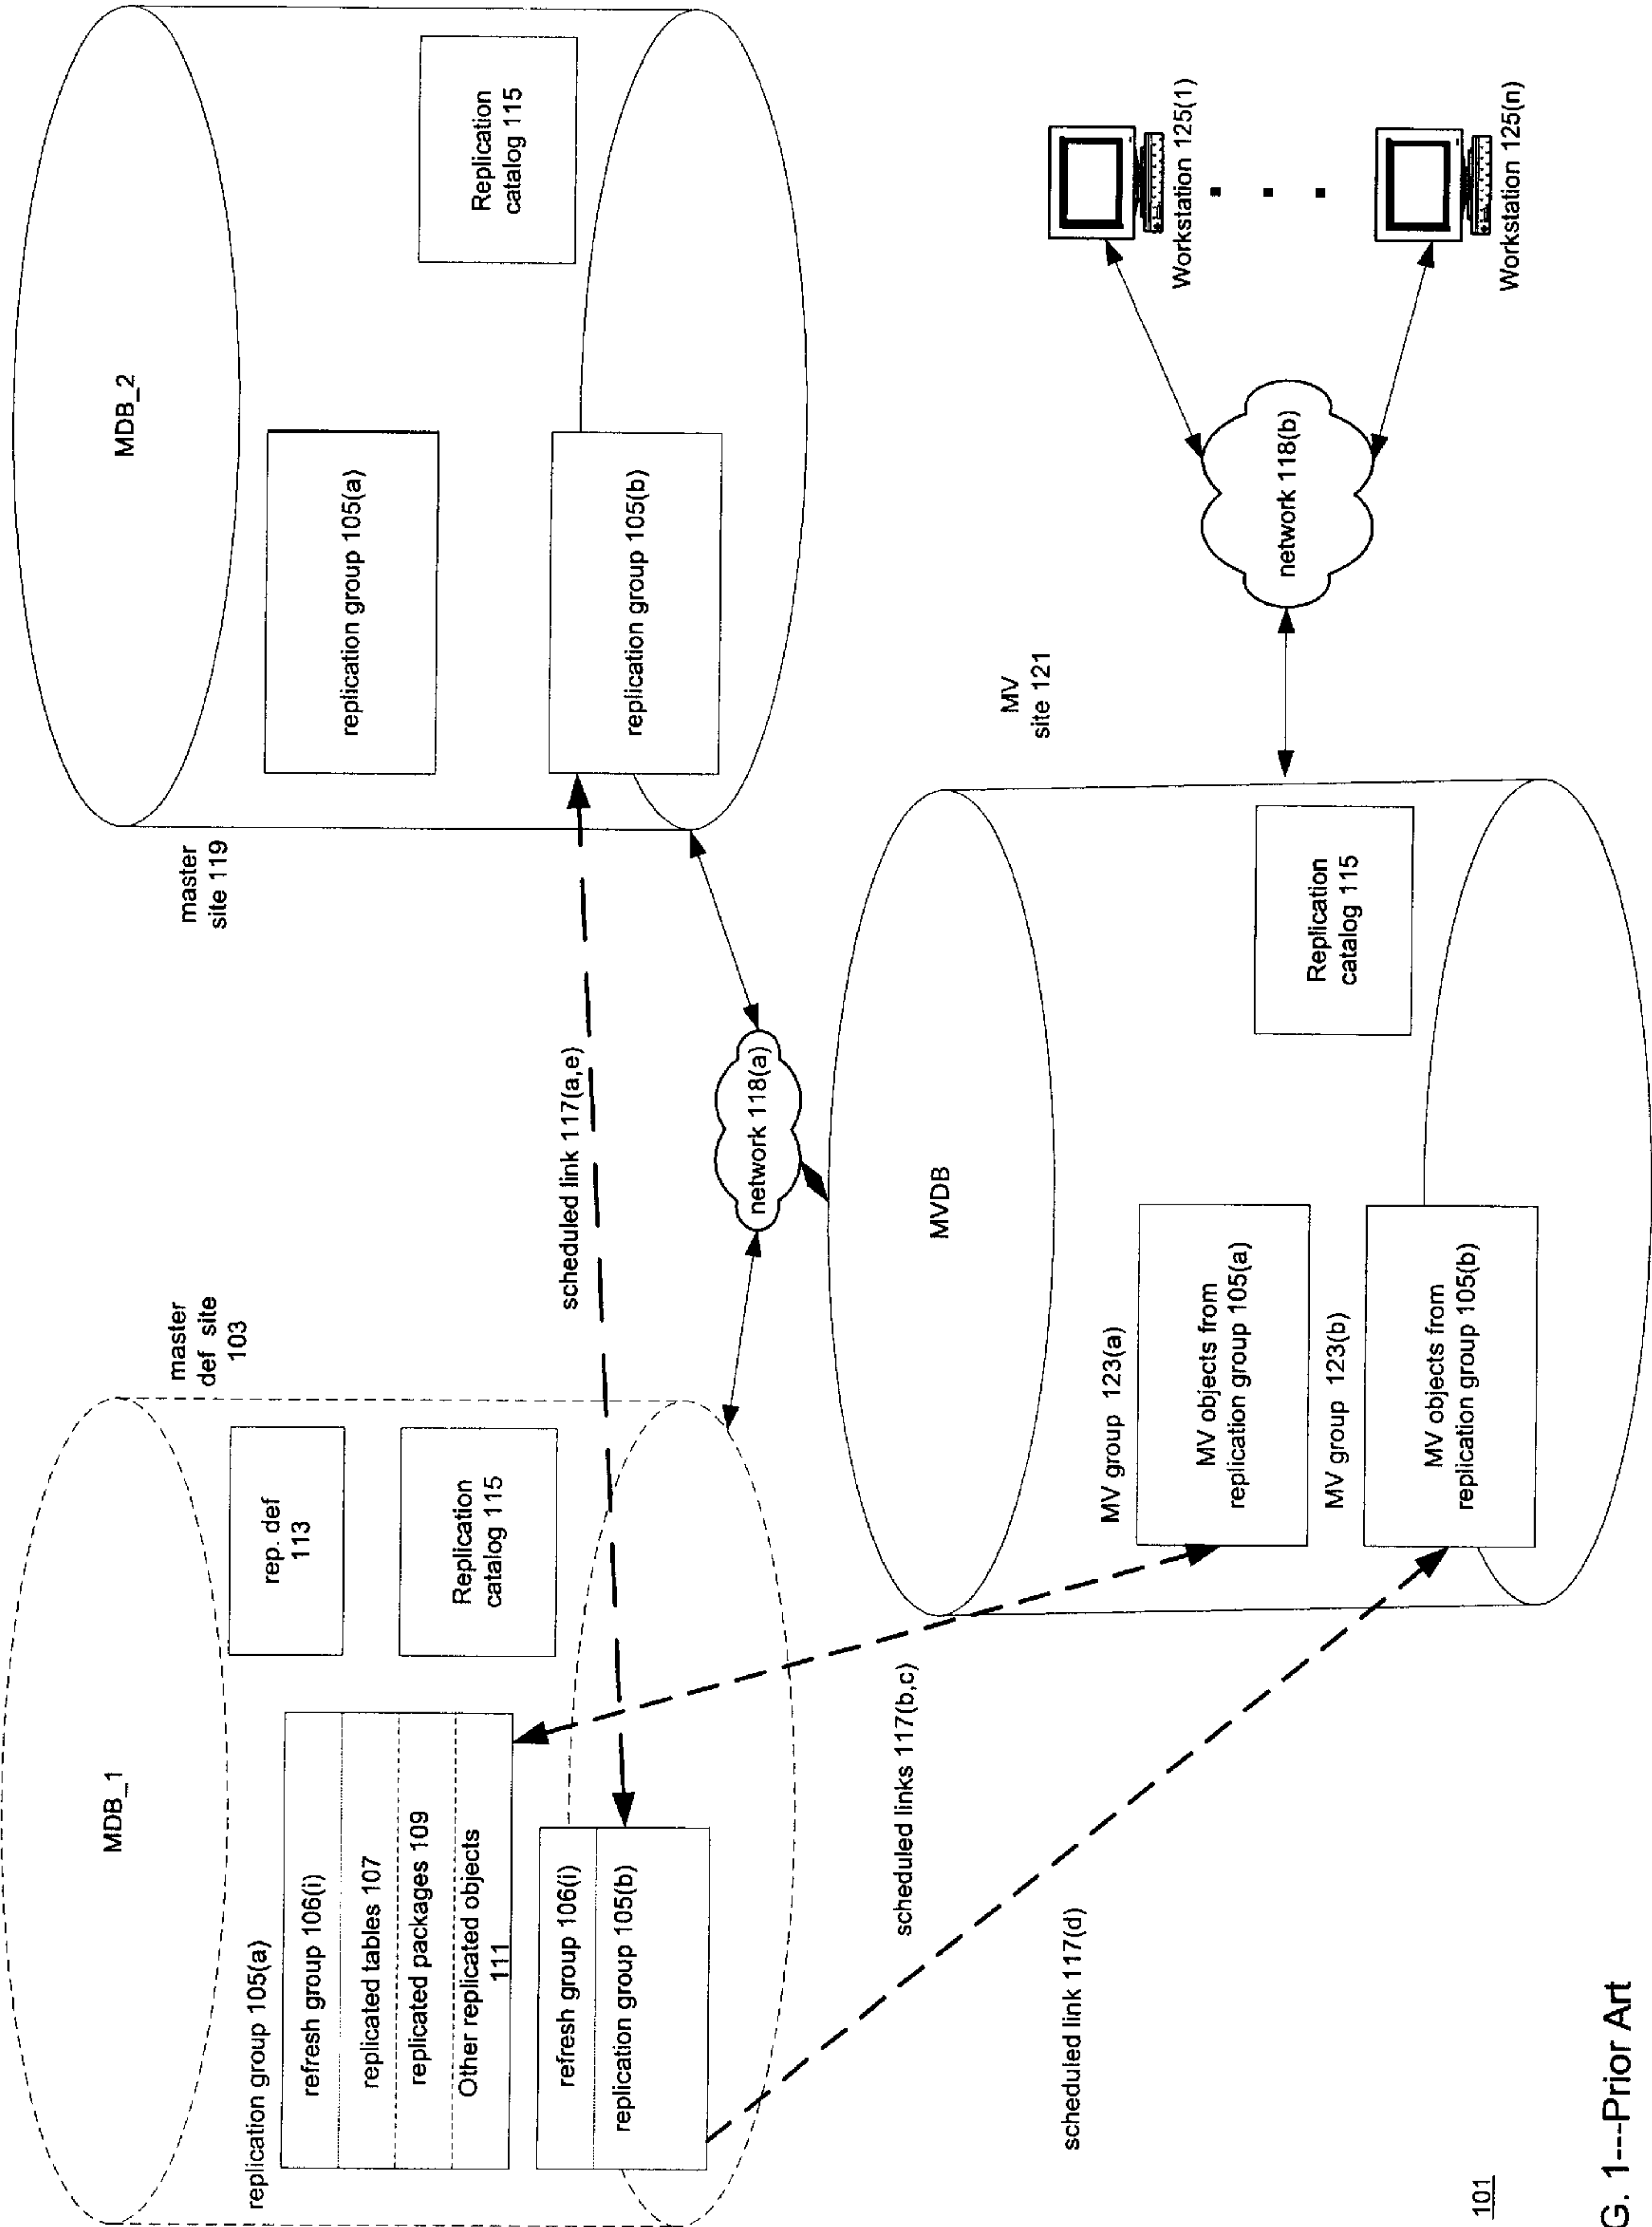 MDB_1
replication group 105(a)
refresh group 106(i)
replicated tables 107
replicated packages 109
Other replicated objects
111
refresh group 106(i)
replication group 105(b)
rep. def
113
Replication
catalog 115
master
def site
103
scheduled link 117(a,e)
master
site 119
MDB_2
replication group 105(a)
replication group 105(b)
Replication
catalog 115
network 118(a)
scheduled links 117(b,c)
scheduled link 117(d)
MVDB
MV group 123(a)
MV objects from
replication group 105(a)
MV group 123(b)
MV objects from
replication group 105(b)
Replication
catalog 115
MV
site 121
network 118(b)
Workstation 125(1)
Workstation 125(n)
101
G. 1---Prior Art